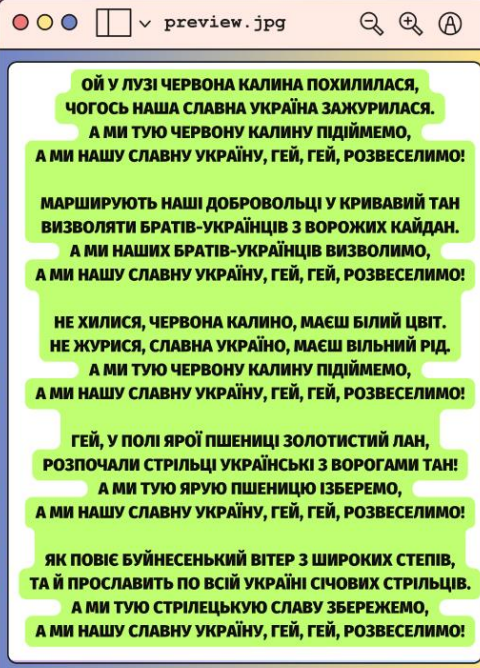 preview.jpg
ОЙ У ЛУЗІ ЧЕРВОНА КАЛИНА ПОХИЛИЛАСЯ,
ЧОГОСЬ НАША СЛАВНА УКРАЇНА ЗАЖУРИЛАСЯ.
А МИ ТУЮ ЧЕРВОНУ КАЛИНУ ПІДІЙМЕМО,
А МИ НАШУ СЛАВНУ УКРАЇНУ, ГЕЙ, ГЕЙ, РОЗВЕСЕЛИМО!
МАРШИРУЮТЬ НАШІ ДОБРОВОЛЬЦІ У КРИВАВИЙ ТАН
ВИЗВОЛЯТИ БРАТІВ-УКРАЇНЦІВ З ВОРОЖИХ КАЙДАН.
А МИ НАШИХ БРАТІВ-УКРАЇНЦІВ ВИЗВОЛИМО,
А МИ НАШУ СЛАВНУ УКРАЇНУ, ГЕЙ, ГЕЙ, РОЗВЕСЕЛИМО!
НЕ ХИЛИСЯ, ЧЕРВОНА КАЛИНО, МАЄШ БІЛИЙ ЦВІТ.
НЕ ЖУРИСЯ, СЛАВНА УКРАЇНО, МАЄШ ВІЛЬНИЙ РІД.
А МИ ТУЮ ЧЕРВОНУ КАЛИНУ ПІДІЙМЕМО,
А МИ НАШУ СЛАВНУ УКРАЇНУ, ГЕЙ, ГЕЙ, РОЗВЕСЕЛИМО!
ГЕЙ, У ПОЛІ ЯРОЇ ПШЕНИЦІ ЗОЛОТИСТИЙ ЛАН,
РОЗПОЧАЛИ СТРІЛЬЦІ УКРАЇНСЬКІ З ВОРОГАМИ ТАН!
А МИ ТУЮ ЯРУЮ ПШЕНИЦЮ ІЗБЕРЕМО,
А МИ НАШУ СЛАВНУ УКРАЇНУ, ГЕЙ, ГЕЙ, РОЗВЕСЕЛИМО!
ЯК ПОВІЄ БУЙНЕСЕНЬКИЙ ВІТЕР З ШИРОКИХ СТЕПІВ,
ТА Й ПРОСЛАВИТЬ ПО ВСІЙ УКРАЇНІ СІЧОВИХ СТРІЛЬЦІВ.
А МИ ТУЮ СТРІЛЕЦЬКУЮ СЛАВУ ЗБЕРЕЖЕМО,
А МИ НАШУ СЛАВНУ УКРАЇНУ, ГЕЙ, ГЕЙ, РОЗВЕСЕЛИМО!